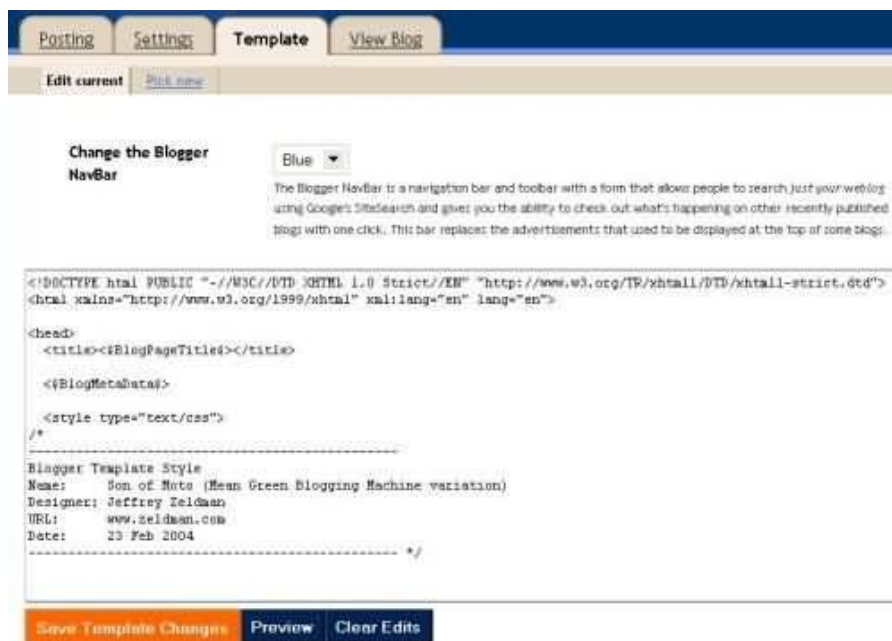 Posting Settings Template View Blog
Edit current Pick new
Change the Blogger
NavBar
Blue
The Blogger NavBar is a navigation bar and toolbar with a form that allows people to search just your weblog
using Google's SiteSearch and gives you the ability to check out what's happening on other recently published
blogs with one click. This bar replaces the advertisements that used to be displayed at the top of some blogs.
<!DOCTYPE html PUBLIC "-//W3C//DTD XHTML 1.0 Strict//EN" "http://www.w3.org/TR/xhtml1/DTD/xhtml1-strict.dtd">
<html xmlns="http://www.w3.org/1999/xhtml" xml:lang="en" lang="en">
<head>
<title><$BlogPageTitle$></title>
<$BlogMetaData$>
<style type="text/css">
/*
-----------------------------------------------
Blogger Template Style
Name: Son of Moto (Mean Green Blogging Machine variation)
Designer: Jeffrey Zeldman
URL: www.zeldman.com
Date: 23 Feb 2004
----------------------------------------------- */
Save Template Changes Preview Clear Edits